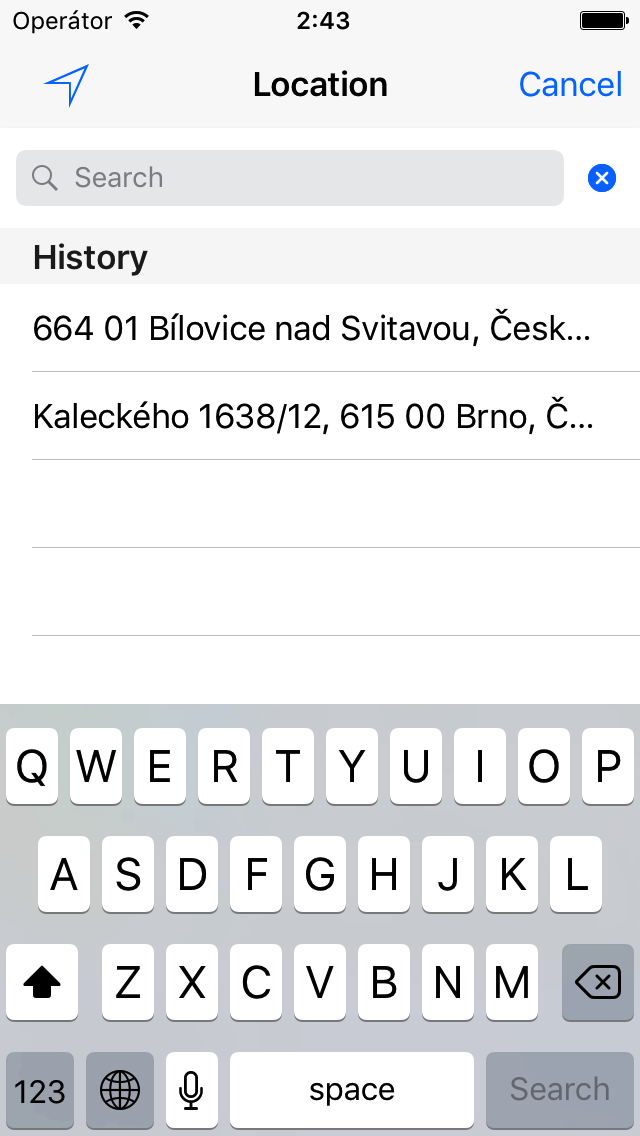 Operátor 2:43
Location Cancel
Search
History
664 01 Bílovice nad Svitavou, Česk...
Kaleckého 1638/12, 615 00 Brno, Č...
Q W E R T Y U I O P
A S D F G H J K L
Z X C V B N M
123 space Search